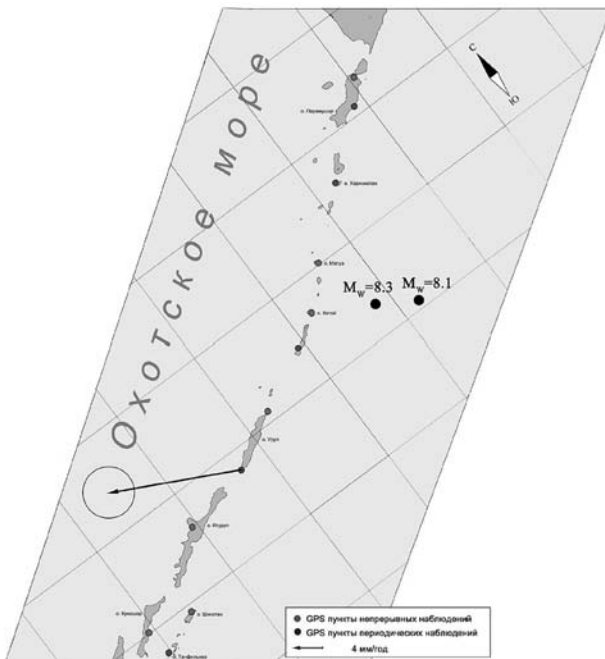 С
Ю
Охотское море
о. Парамушир
о. Харимкотан
о. Матуа
M_W=8.3
M_W=8.1
о. Кетой
о. Уруп
о. Итуруп
о. Кунашир
о. Шикотан
о. Танфильева
GPS пункты непрерывных наблюдений
GPS пункты периодических наблюдений
4 мм/год